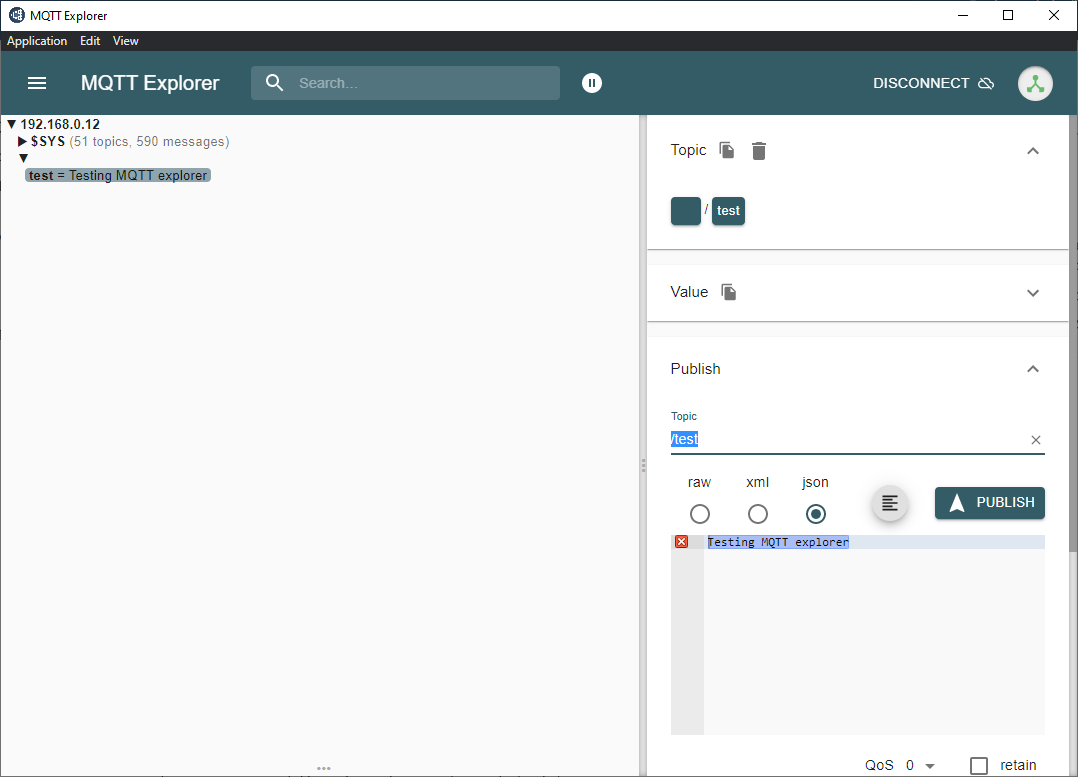 MQTT Explorer
Application Edit View
MQTT Explorer
Search...
DISCONNECT
192.168.0.12
$SYS (51 topics, 590 messages)
test = Testing MQTT explorer
Topic
/ test
Value
Publish
Topic
/test
raw xml json
PUBLISH
Testing MQTT explorer
QoS 0 retain